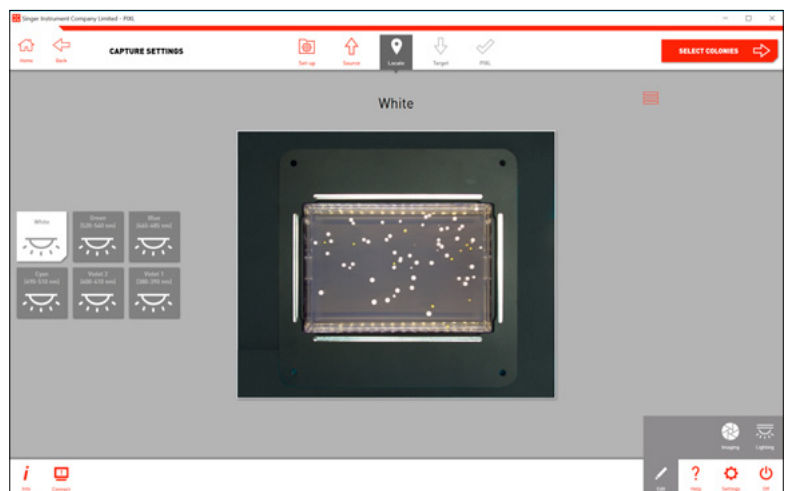 Singer Instrument Company Limited - PIXL
Home
Back
CAPTURE SETTINGS
Set-up
Source
Locate
Target
PIXL
SELECT COLONIES
White
White
Green
(520-540 nm)
Blue
(460-480 nm)
Cyan
(490-510 nm)
Violet 2
(400-410 nm)
Violet 1
(380-390 nm)
Imaging
Lighting
Info
Connect
Edit
Help
Settings
Off